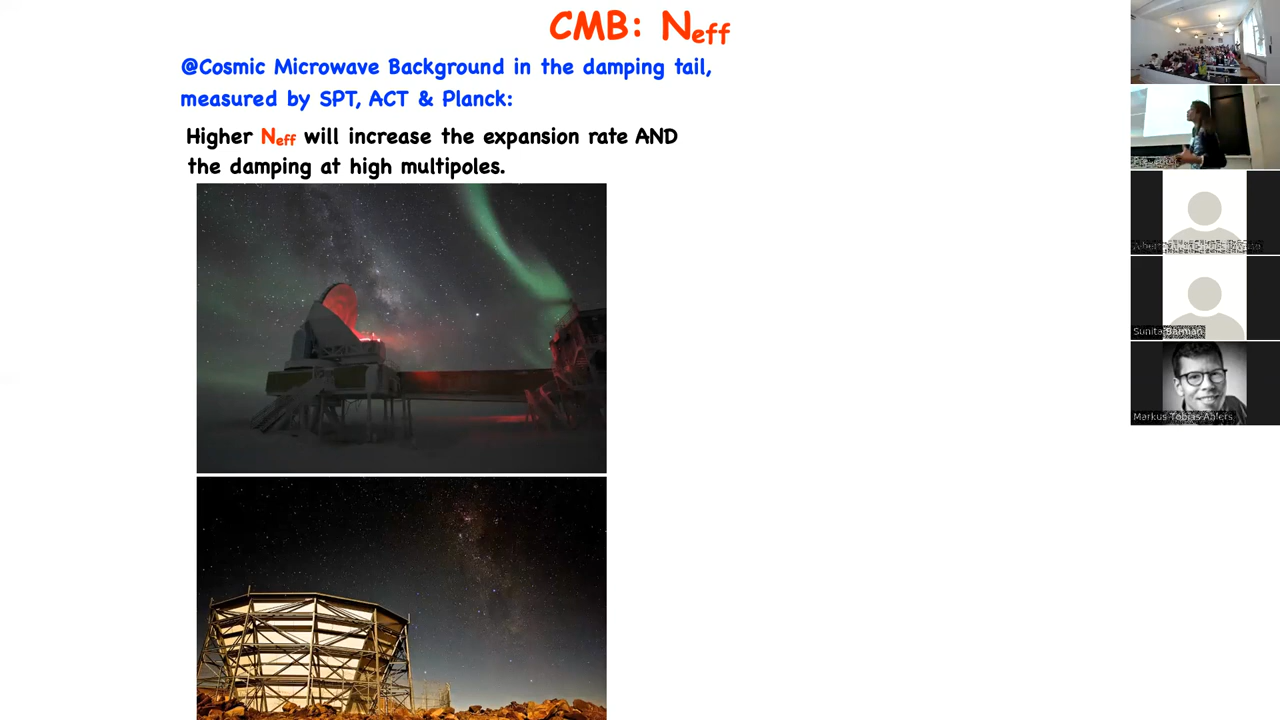 CMB: Neff
@Cosmic Microwave Background in the damping tail,
measured by SPT, ACT & Planck:
Higher Neff will increase the expansion rate AND
the damping at high multipoles.
Sunita Barman
Markus Tobias Ahlers